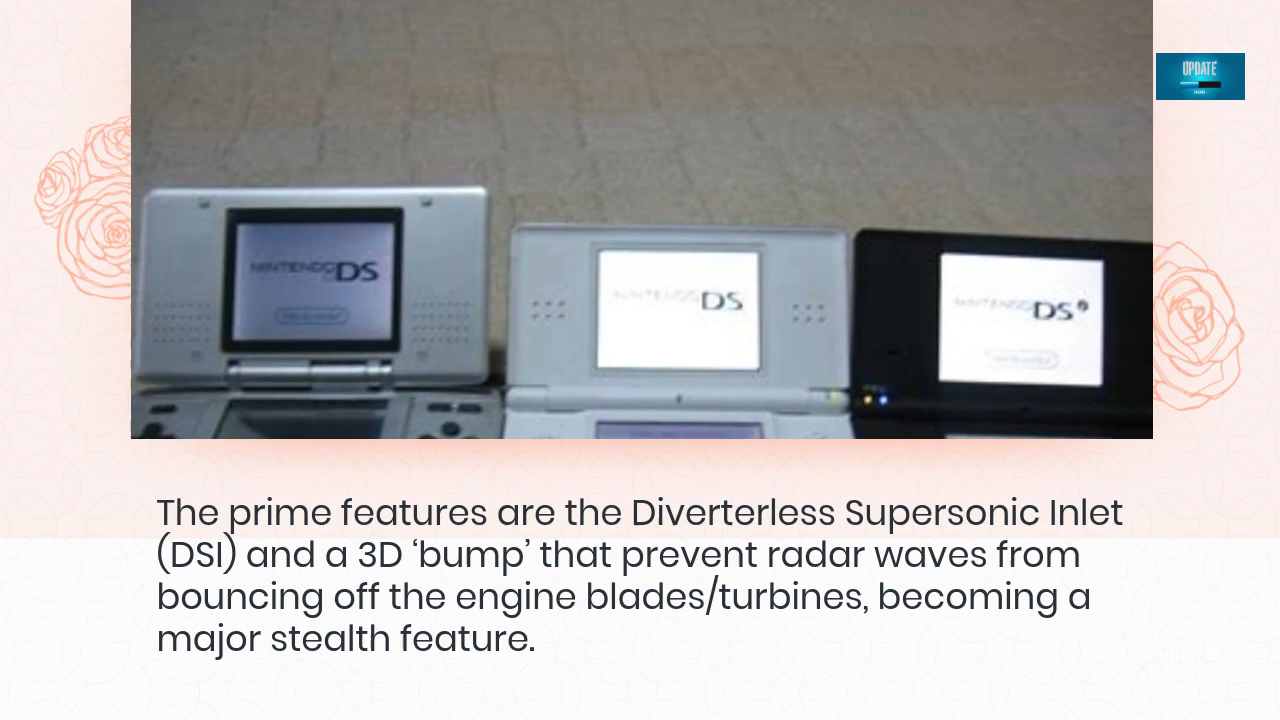 UPDATE
NINTENDO DS
NINTENDO DS
NINTENDO DSi
The prime features are the Diverterless Supersonic Inlet
(DSI) and a 3D ‘bump’ that prevent radar waves from
bouncing off the engine blades/turbines, becoming a
major stealth feature.